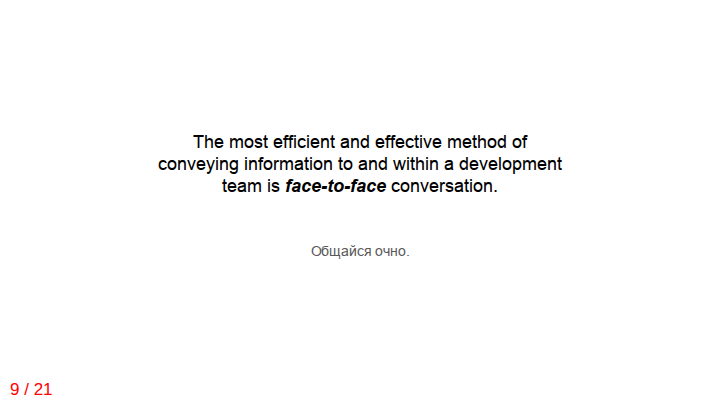 The most efficient and effective method of
conveying information to and within a development
team is face-to-face conversation.
Общайся очно.
9 / 21